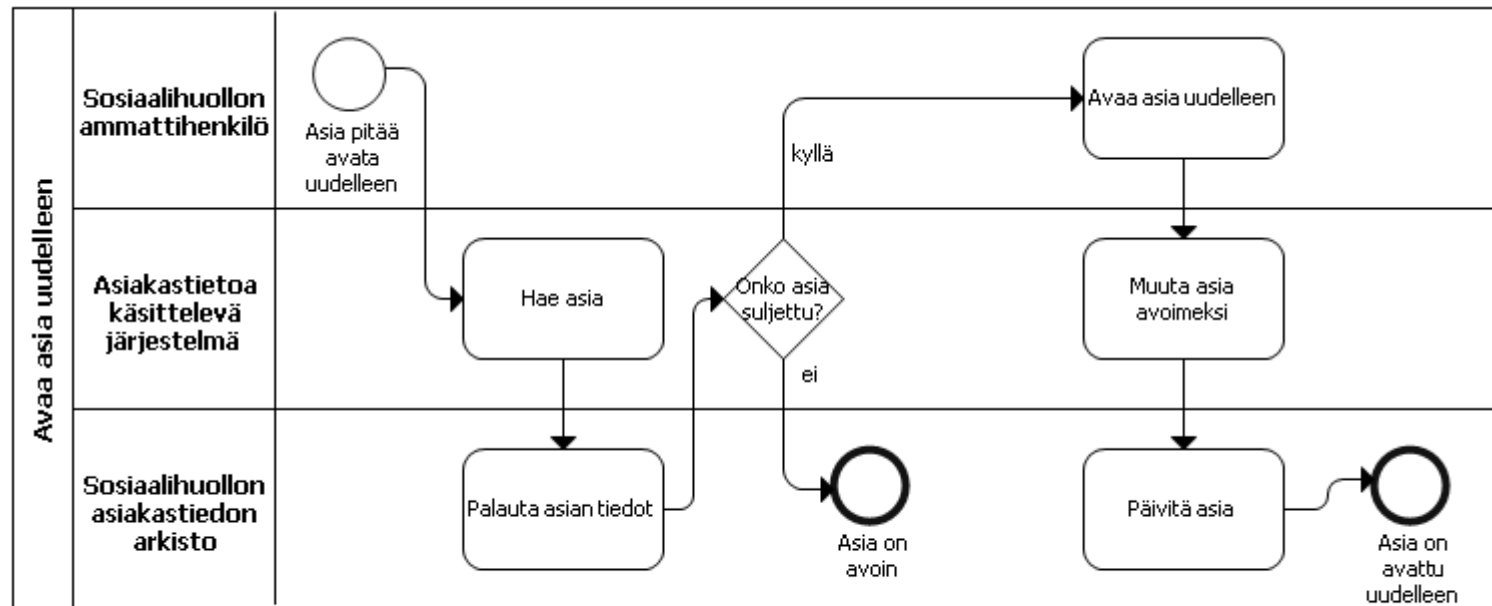 Avaa asia uudelleen
Sosiaalihuollon
ammattihenkilö
Asia pitää
avata
uudelleen
kyllä
Avaa asia uudelleen
Asiakastietoa
käsittelevä
järjestelmä
Hae asia
Onko asia
suljettu?
ei
Muuta asia
avoimeksi
Sosiaalihuollon
asiakastiedon
arkisto
Palauta asian tiedot
Asia on
avoin
Päivitä asia
Asia on
avattu
uudelleen